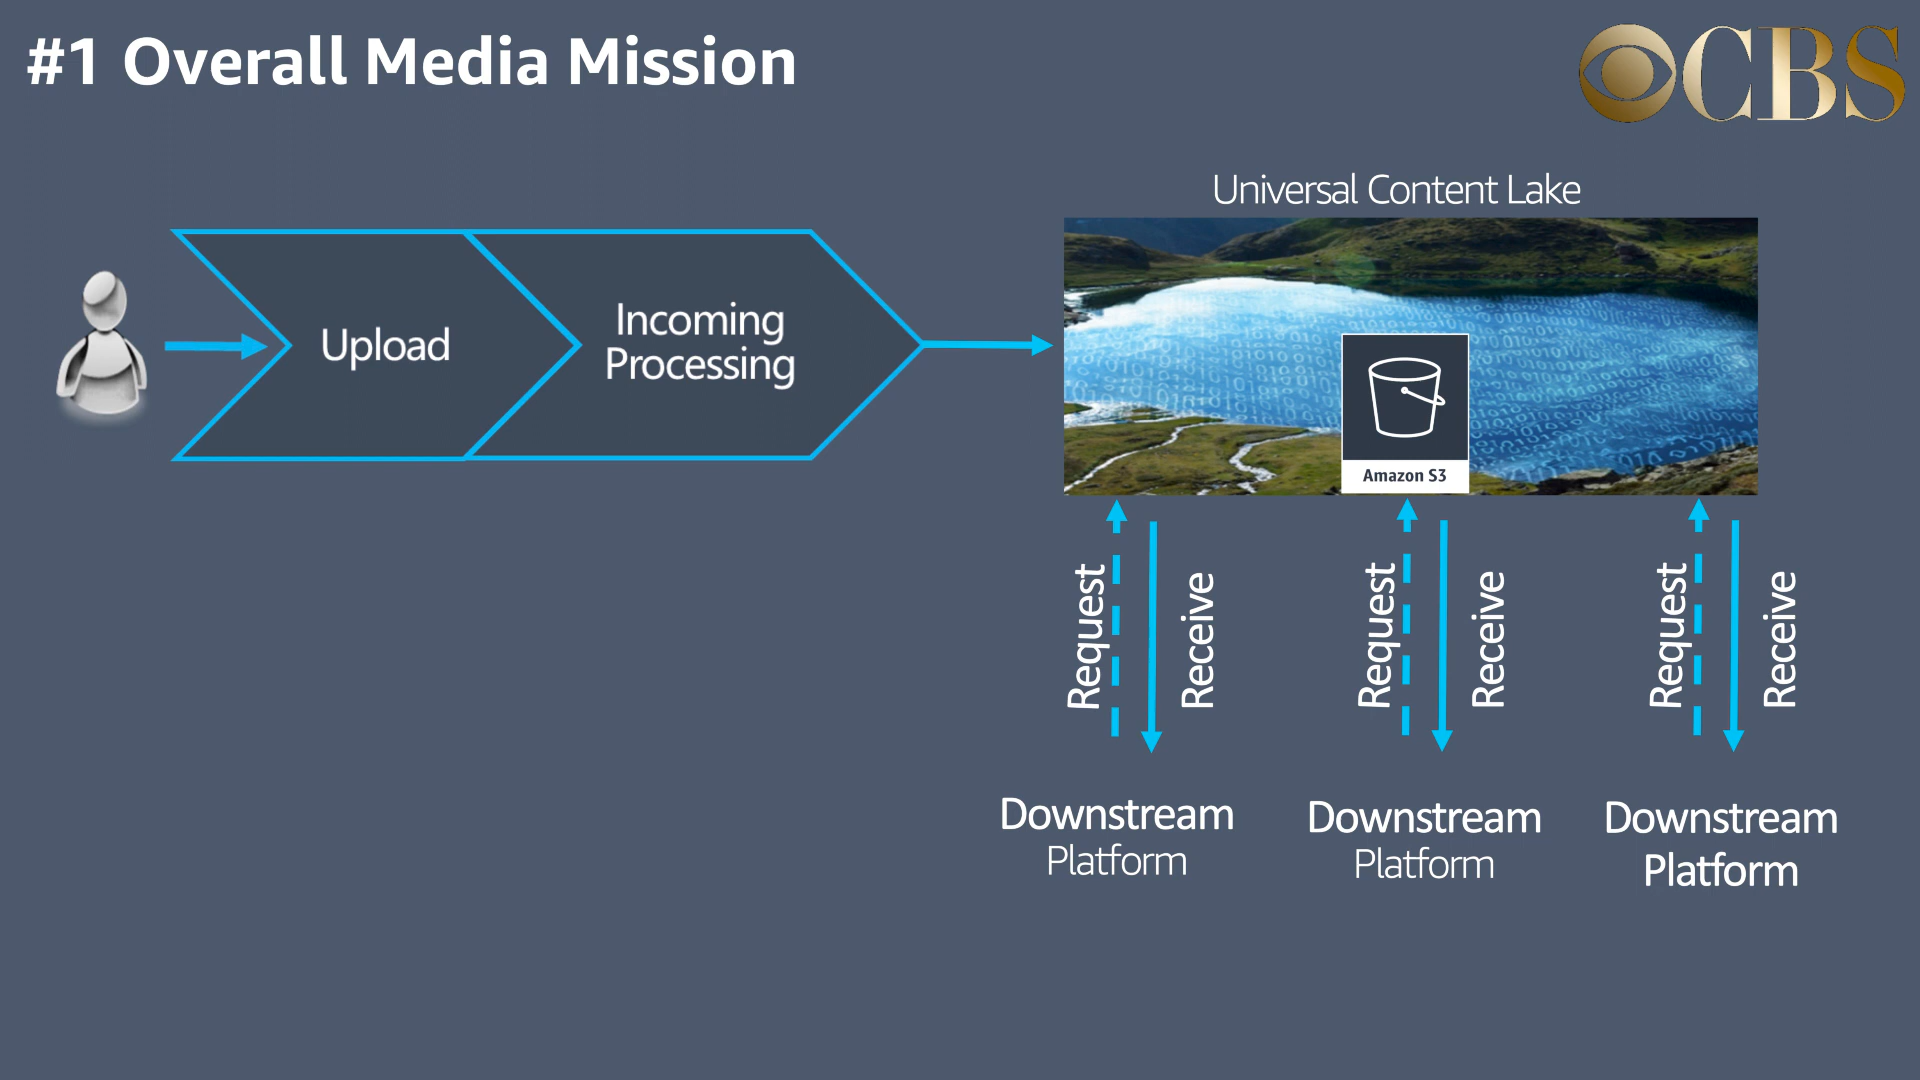 #1 Overall Media Mission
CBS
Universal Content Lake
Upload
Incoming
Processing
Amazon S3
Request
Receive
Request
Receive
Request
Receive
Downstream
Platform
Downstream
Platform
Downstream
Platform